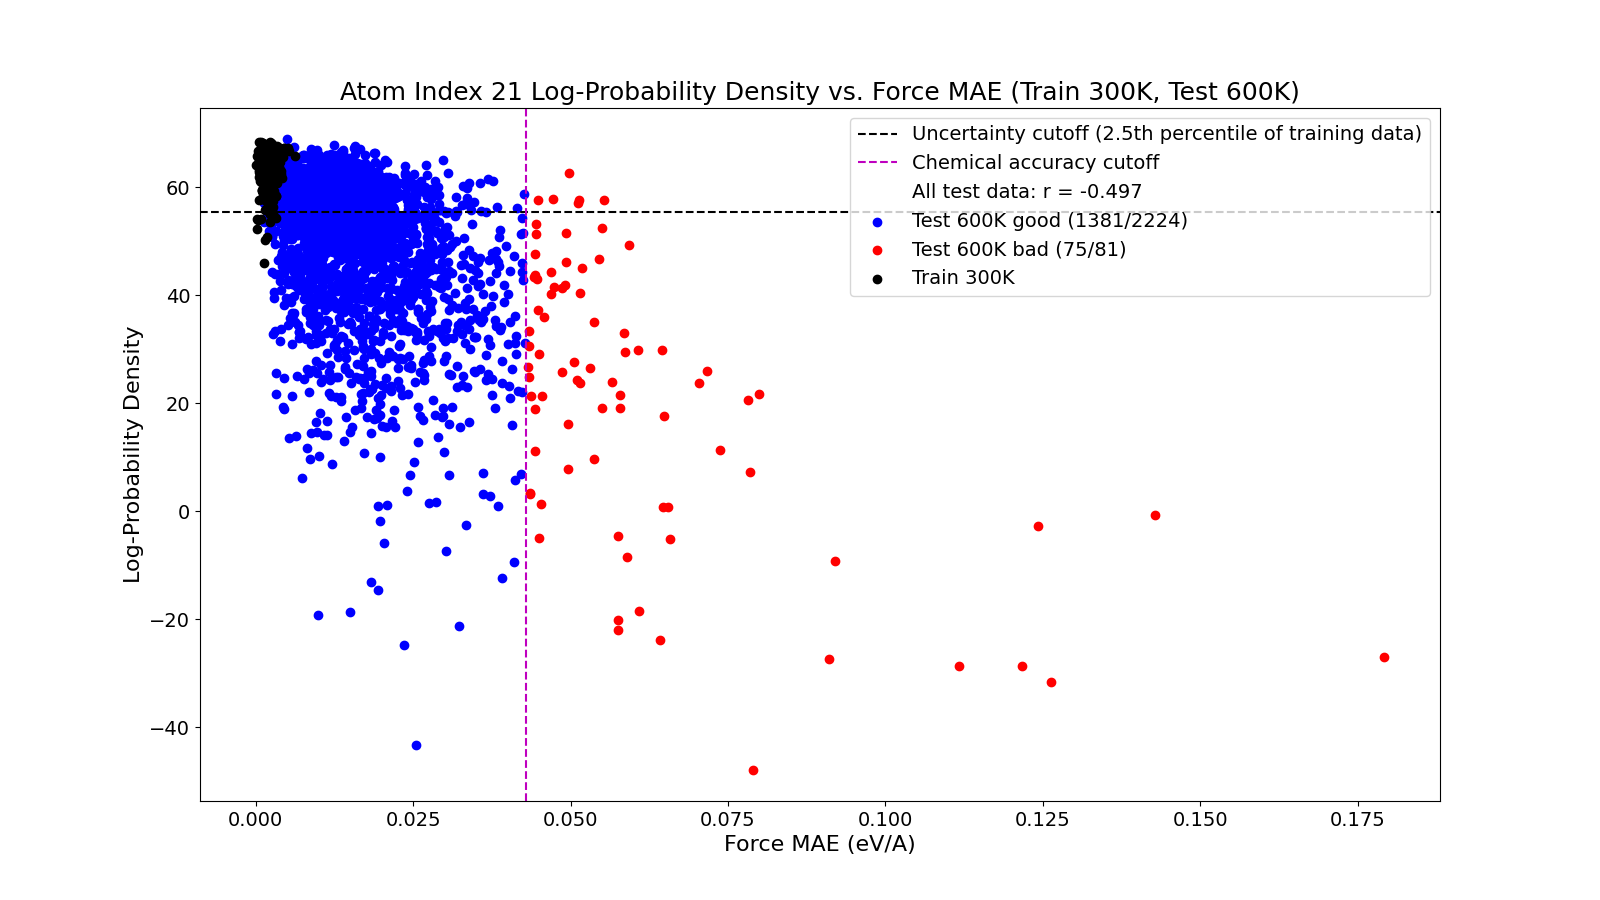 Atom Index 21 Log-Probability Density vs. Force MAE (Train 300K, Test 600K)
Uncertainty cutoff (2.5th percentile of training data)
Chemical accuracy cutoff
All test data: r = -0.497
Test 600K good (1381/2224)
Test 600K bad (75/81)
Train 300K
Log-Probability Density
60
40
20
0
−20
−40
0.000 0.025 0.050 0.075 0.100 0.125 0.150 0.175
Force MAE (eV/A)